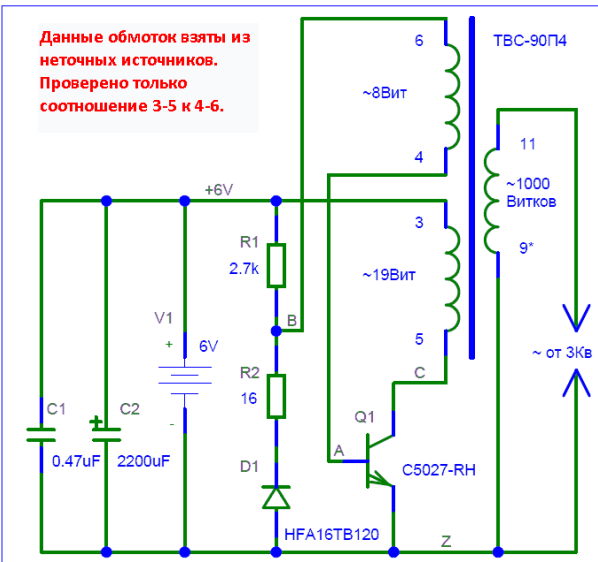 Данные обмоток взяты из
неточных источников.
Проверено только
соотношение 3-5 к 4-6.
6
ТВС-90П4
~8Вит
4
11
~1000
Витков
9*
+6V
3
R1
2.7k
~19Вит
B
V1
+
6V
5
~ от 3Кв
R2
16
C
-
C1
0.47uF
+
C2
2200uF
Q1
A
D1
C5027-RH
HFA16TB120
Z